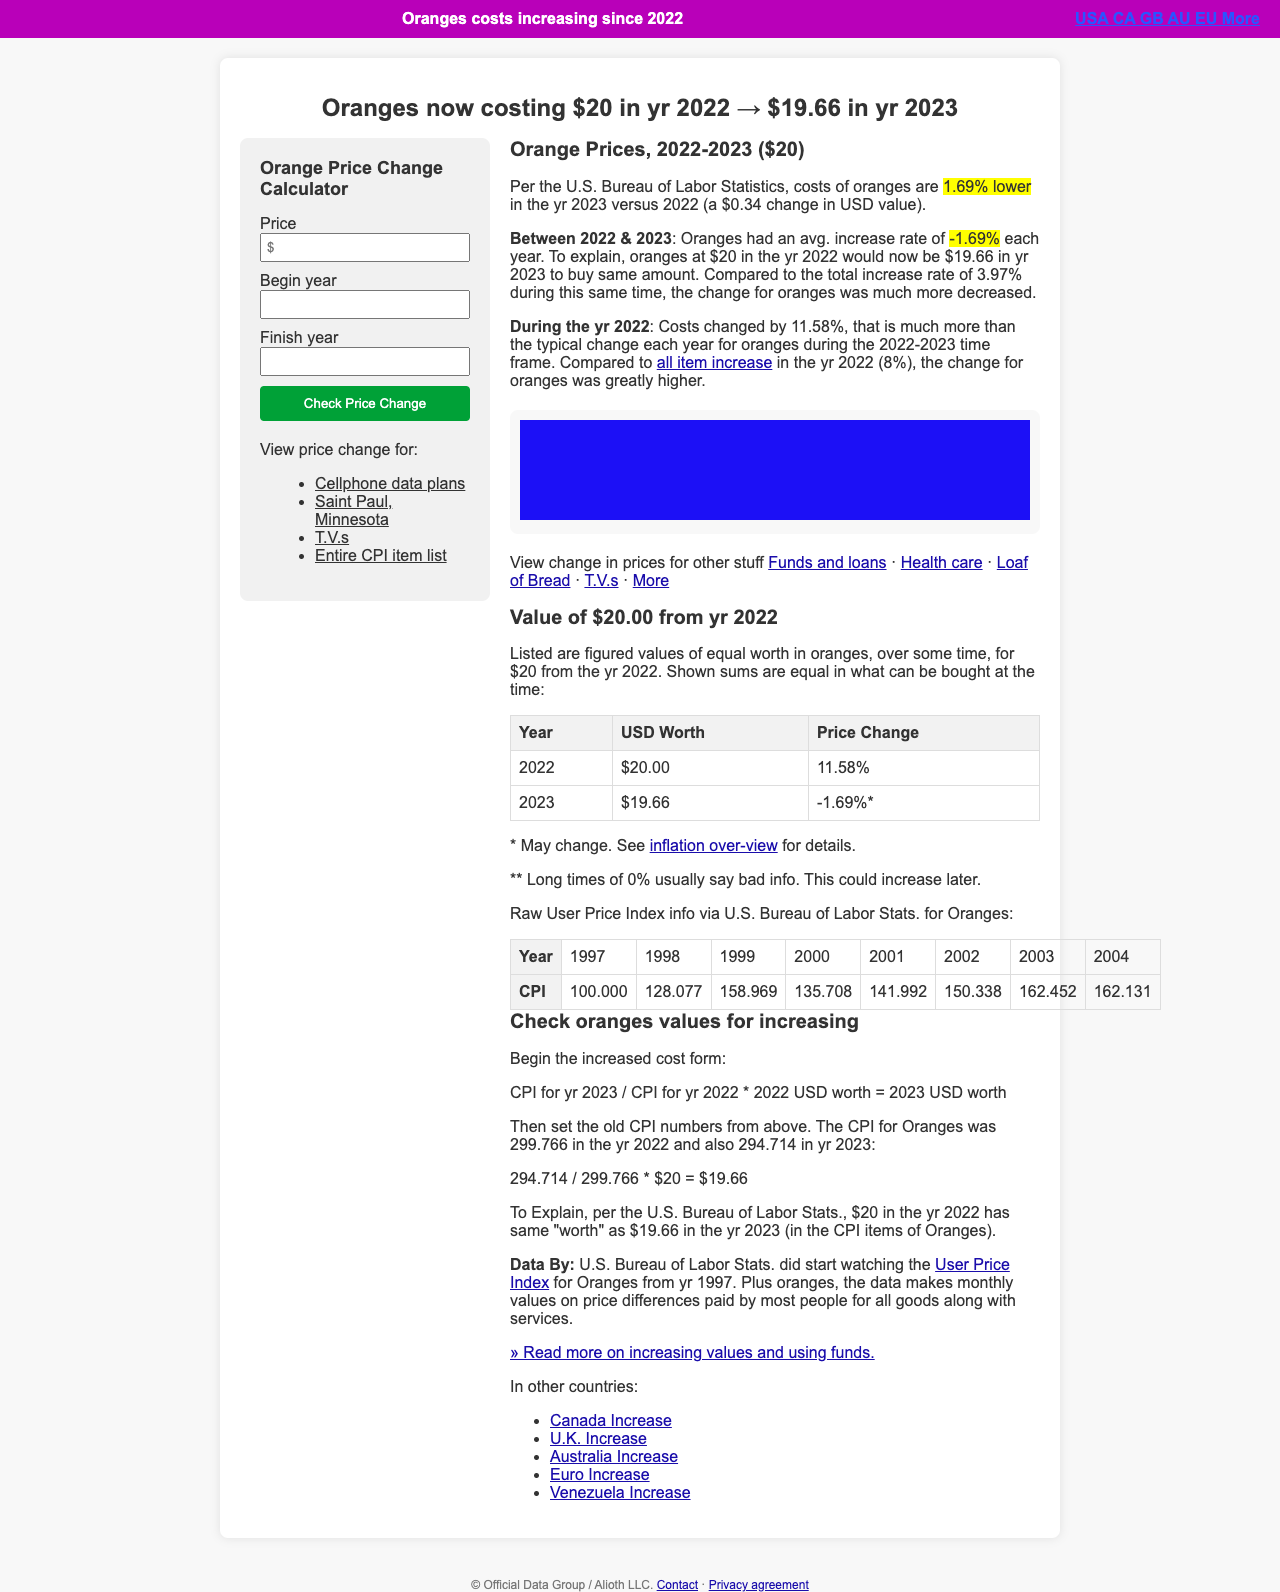 Oranges costs increasing since 2022
USA CA GB AU EU More
Oranges now costing $20 in yr 2022 → $19.66 in yr 2023
Orange Price Change
Calculator
Price
$
Begin year
Finish year
Check Price Change
View price change for:
• Cellphone data plans
• Saint Paul,
Minnesota
• T.V.s
• Entire CPI item list
Orange Prices, 2022-2023 ($20)
Per the U.S. Bureau of Labor Statistics, costs of oranges are 1.69% lower
in the yr 2023 versus 2022 (a $0.34 change in USD value).
Between 2022 & 2023: Oranges had an avg. increase rate of -1.69% each
year. To explain, oranges at $20 in the yr 2022 would now be $19.66 in yr
2023 to buy same amount. Compared to the total increase rate of 3.97%
during this same time, the change for oranges was much more decreased.
During the yr 2022: Costs changed by 11.58%, that is much more than
the typical change each year for oranges during the 2022-2023 time
frame. Compared to all item increase in the yr 2022 (8%), the change for
oranges was greatly higher.
View change in prices for other stuff Funds and loans · Health care · Loaf
of Bread · T.V.s · More
Value of $20.00 from yr 2022
Listed are figured values of equal worth in oranges, over some time, for
$20 from the yr 2022. Shown sums are equal in what can be bought at the
time:
Year USD Worth Price Change
2022 $20.00 11.58%
2023 $19.66 -1.69%*
* May change. See inflation over-view for details.
** Long times of 0% usually say bad info. This could increase later.
Raw User Price Index info via U.S. Bureau of Labor Stats. for Oranges:
Year 1997 1998 1999 2000 2001 2002 2003 2004
CPI 100.000 128.077 158.969 135.708 141.992 150.338 162.452 162.131
Check oranges values for increasing
Begin the increased cost form:
CPI for yr 2023 / CPI for yr 2022 * 2022 USD worth = 2023 USD worth
Then set the old CPI numbers from above. The CPI for Oranges was
299.766 in the yr 2022 and also 294.714 in yr 2023:
294.714 / 299.766 * $20 = $19.66
To Explain, per the U.S. Bureau of Labor Stats., $20 in the yr 2022 has
same "worth" as $19.66 in the yr 2023 (in the CPI items of Oranges).
Data By: U.S. Bureau of Labor Stats. did start watching the User Price
Index for Oranges from yr 1997. Plus oranges, the data makes monthly
values on price differences paid by most people for all goods along with
services.
» Read more on increasing values and using funds.
In other countries:
• Canada Increase
• U.K. Increase
• Australia Increase
• Euro Increase
• Venezuela Increase
© Official Data Group / Alioth LLC. Contact · Privacy agreement